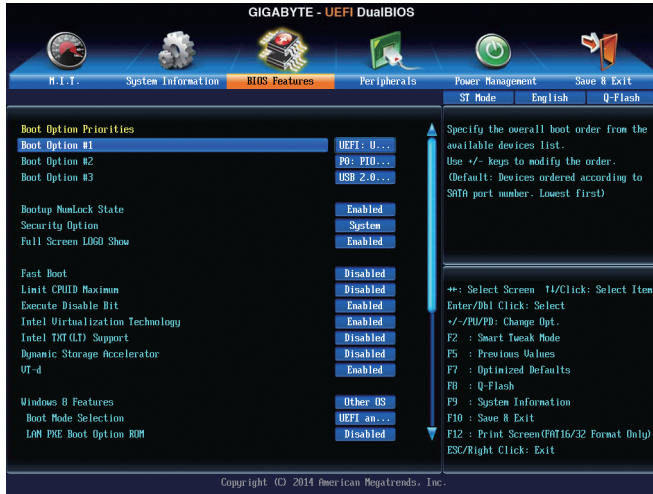 GIGABYTE - UEFI DualBIOS
M.I.T. System Information BIOS Features Peripherals Power Management Save & Exit
ST Mode English Q-Flash
Boot Option Priorities
Boot Option #1 UEFI: U...
Boot Option #2 P0: PIO...
Boot Option #3 USB 2.0...
Bootup NumLock State Enabled
Security Option System
Full Screen LOGO Show Enabled
Fast Boot Disabled
Limit CPUID Maximum Disabled
Execute Disable Bit Enabled
Intel Virtualization Technology Enabled
Intel TXT(LT) Support Disabled
Dynamic Storage Accelerator Disabled
VT-d Enabled
Windows 8 Features Other OS
Boot Mode Selection UEFI an...
LAN PXE Boot Option ROM Disabled
Specify the overall boot order from the
available devices list.
Use +/- keys to modify the order.
(Default: Devices ordered according to
SATA port number. Lowest first)
→←: Select Screen ↑↓/Click: Select Item
Enter/Dbl Click: Select
+/-/PU/PD: Change Opt.
F2 : Smart Tweak Mode
F5 : Previous Values
F7 : Optimized Defaults
F8 : Q-Flash
F9 : System Information
F10 : Save & Exit
F12 : Print Screen(FAT16/32 Format Only)
ESC/Right Click: Exit
Copyright (C) 2014 American Megatrends, Inc.